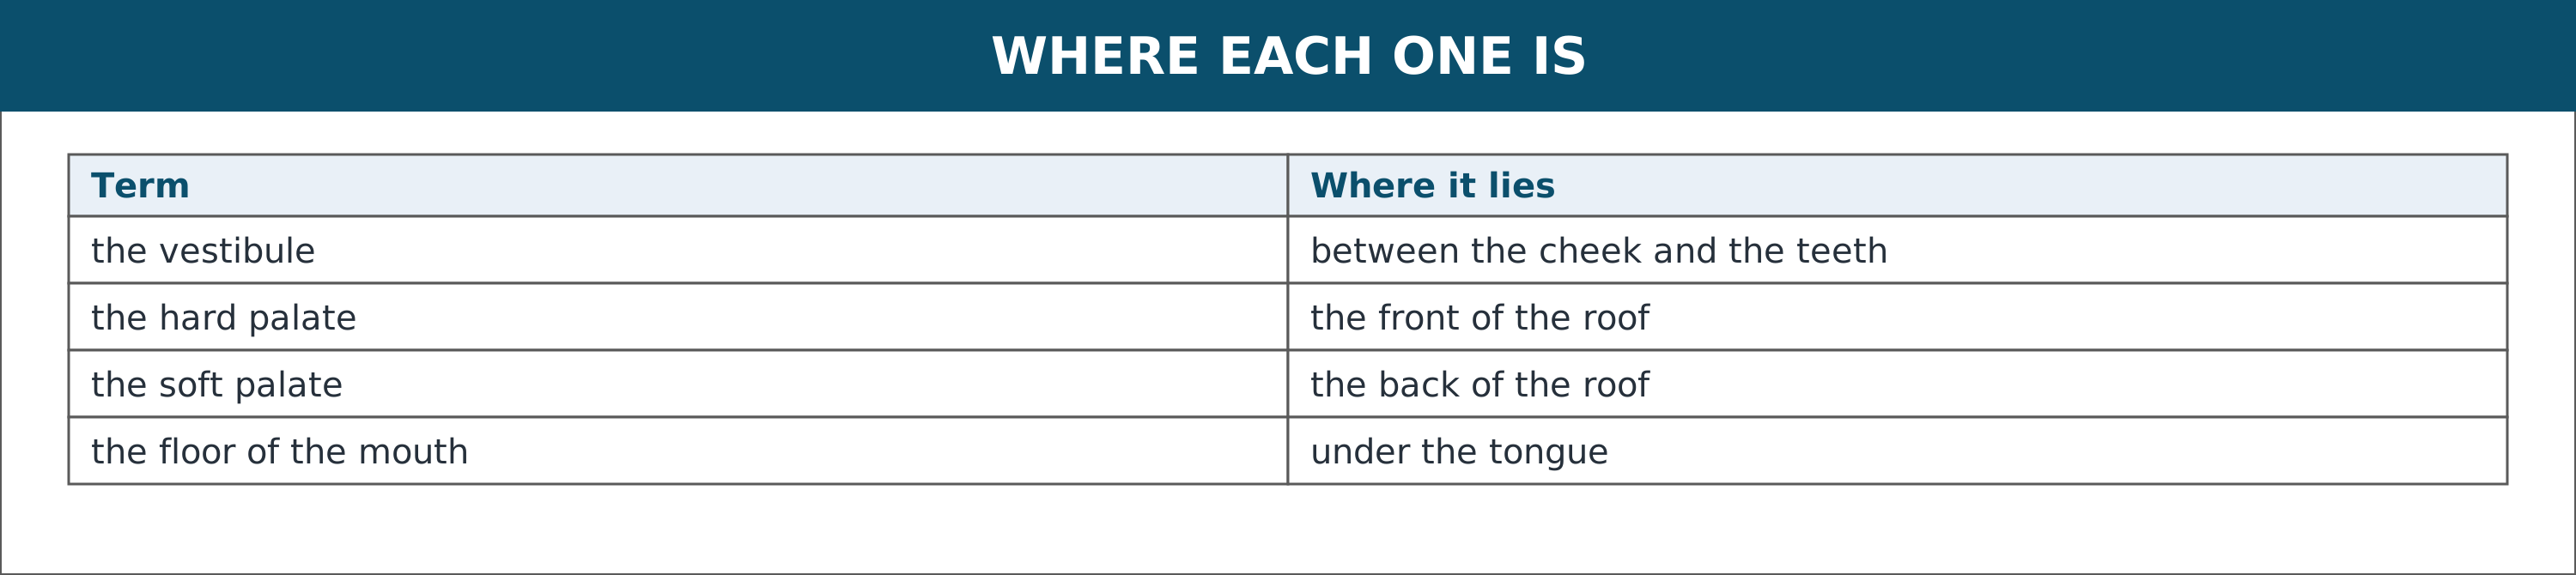 WHERE EACH ONE IS
Term Where it lies
the vestibule between the cheek and the teeth
the hard palate the front of the roof
the soft palate the back of the roof
the floor of the mouth under the tongue